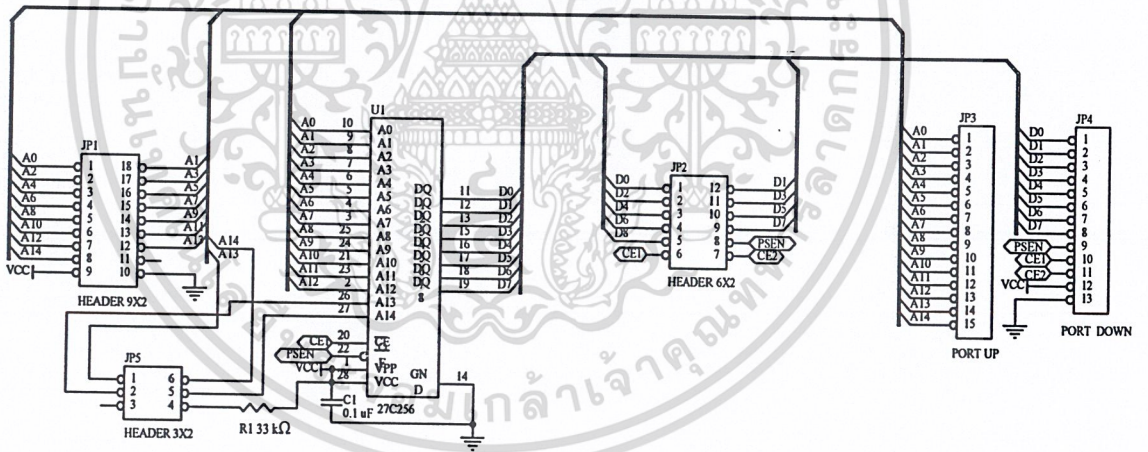 JP1
A0
A2
A4
A6
A8
A10
A12
A14
VCC
1
2
3
4
5
6
7
8
9
18
17
16
15
14
13
12
11
10
A1
A3
A5
A7
A9
A11
A13
HEADER 9X2
A14
A13
JP5
1
2
3
6
5
4
HEADER 3X2
R1 33 kΩ
U1
A0 10 A0
A1 9 A1
A2 8 A2
A3 7 A3
A4 6 A4
A5 5 A5
A6 4 A6
A7 3 A7
A8 25 A8
A9 24 A9
A10 21 A10
A11 23 A11
A12 2 A12
26 A13
27 A14
CE1 20 CE
PSEN 22
VCC 1 VPP
28 VCC
DQ 11 D0
DQ 12 D1
DQ 13 D2
DQ 15 D3
DQ 16 D4
DQ 17 D5
DQ 18 D6
8 19 D7
GN
D
14
C1
0.1 uF
27C256
JP2
D0
D2
D4
D6
D8
CE1
1
2
3
4
5
6
12
11
10
9
8
7
D1
D3
D5
D7
PSEN
CE2
HEADER 6X2
JP3
A0 1
A1 2
A2 3
A3 4
A4 5
A5 6
A6 7
A7 8
A8 9
A9 10
A10 11
A11 12
A12 13
A13 14
A14 15
PORT UP
JP4
D0 1
D1 2
D2 3
D3 4
D4 5
D5 6
D6 7
D7 8
PSEN 9
CE1 10
CE2 11
VCC 12
13
PORT DOWN